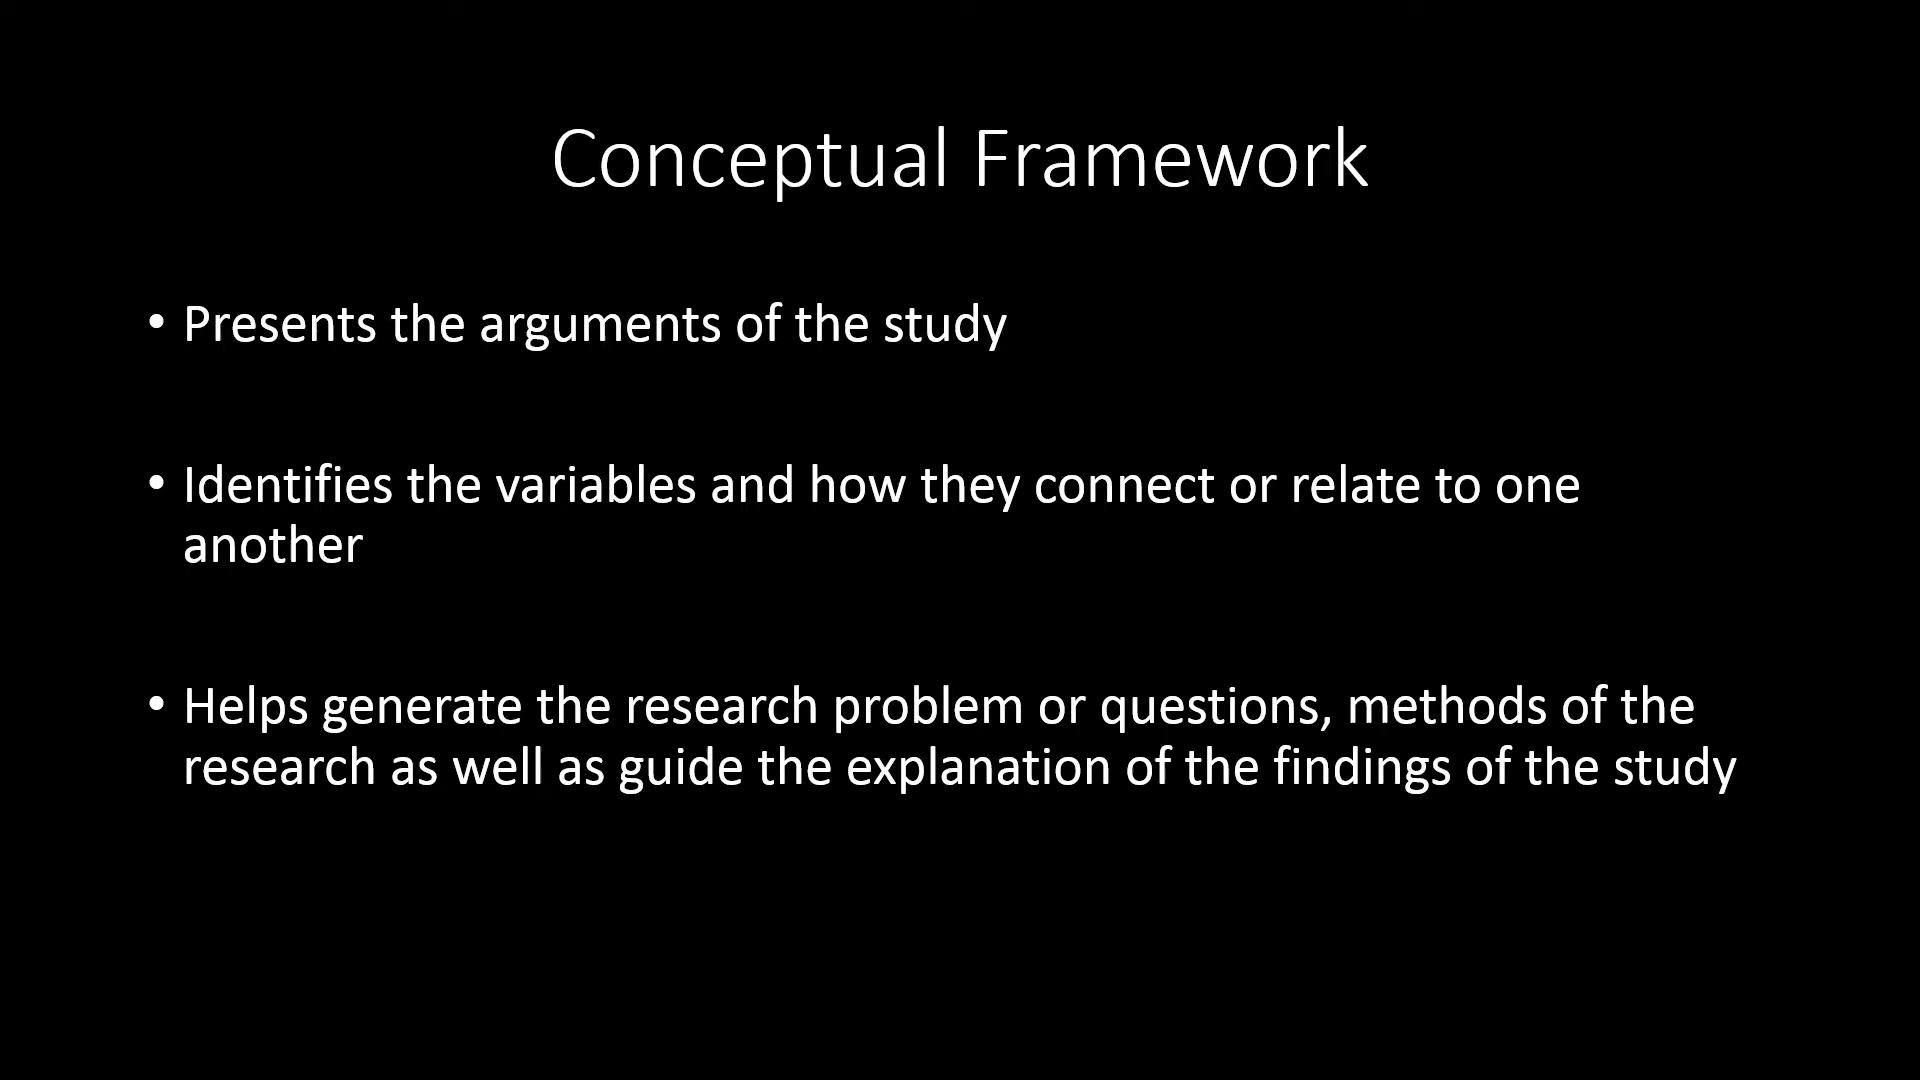 Conceptual Framework
• Presents the arguments of the study
• Identifies the variables and how they connect or relate to one
another
• Helps generate the research problem or questions, methods of the
research as well as guide the explanation of the findings of the study